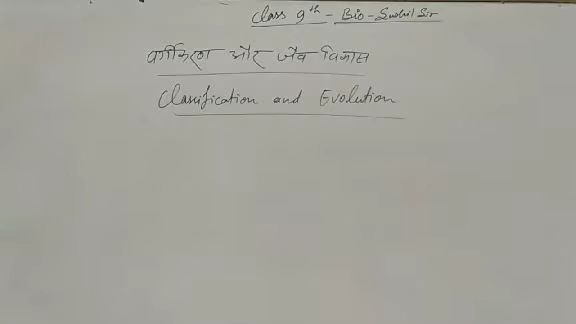 Class 9th - Bio - Sushil Sir
वर्गीकरण और जैव विकास
Classification and Evolution